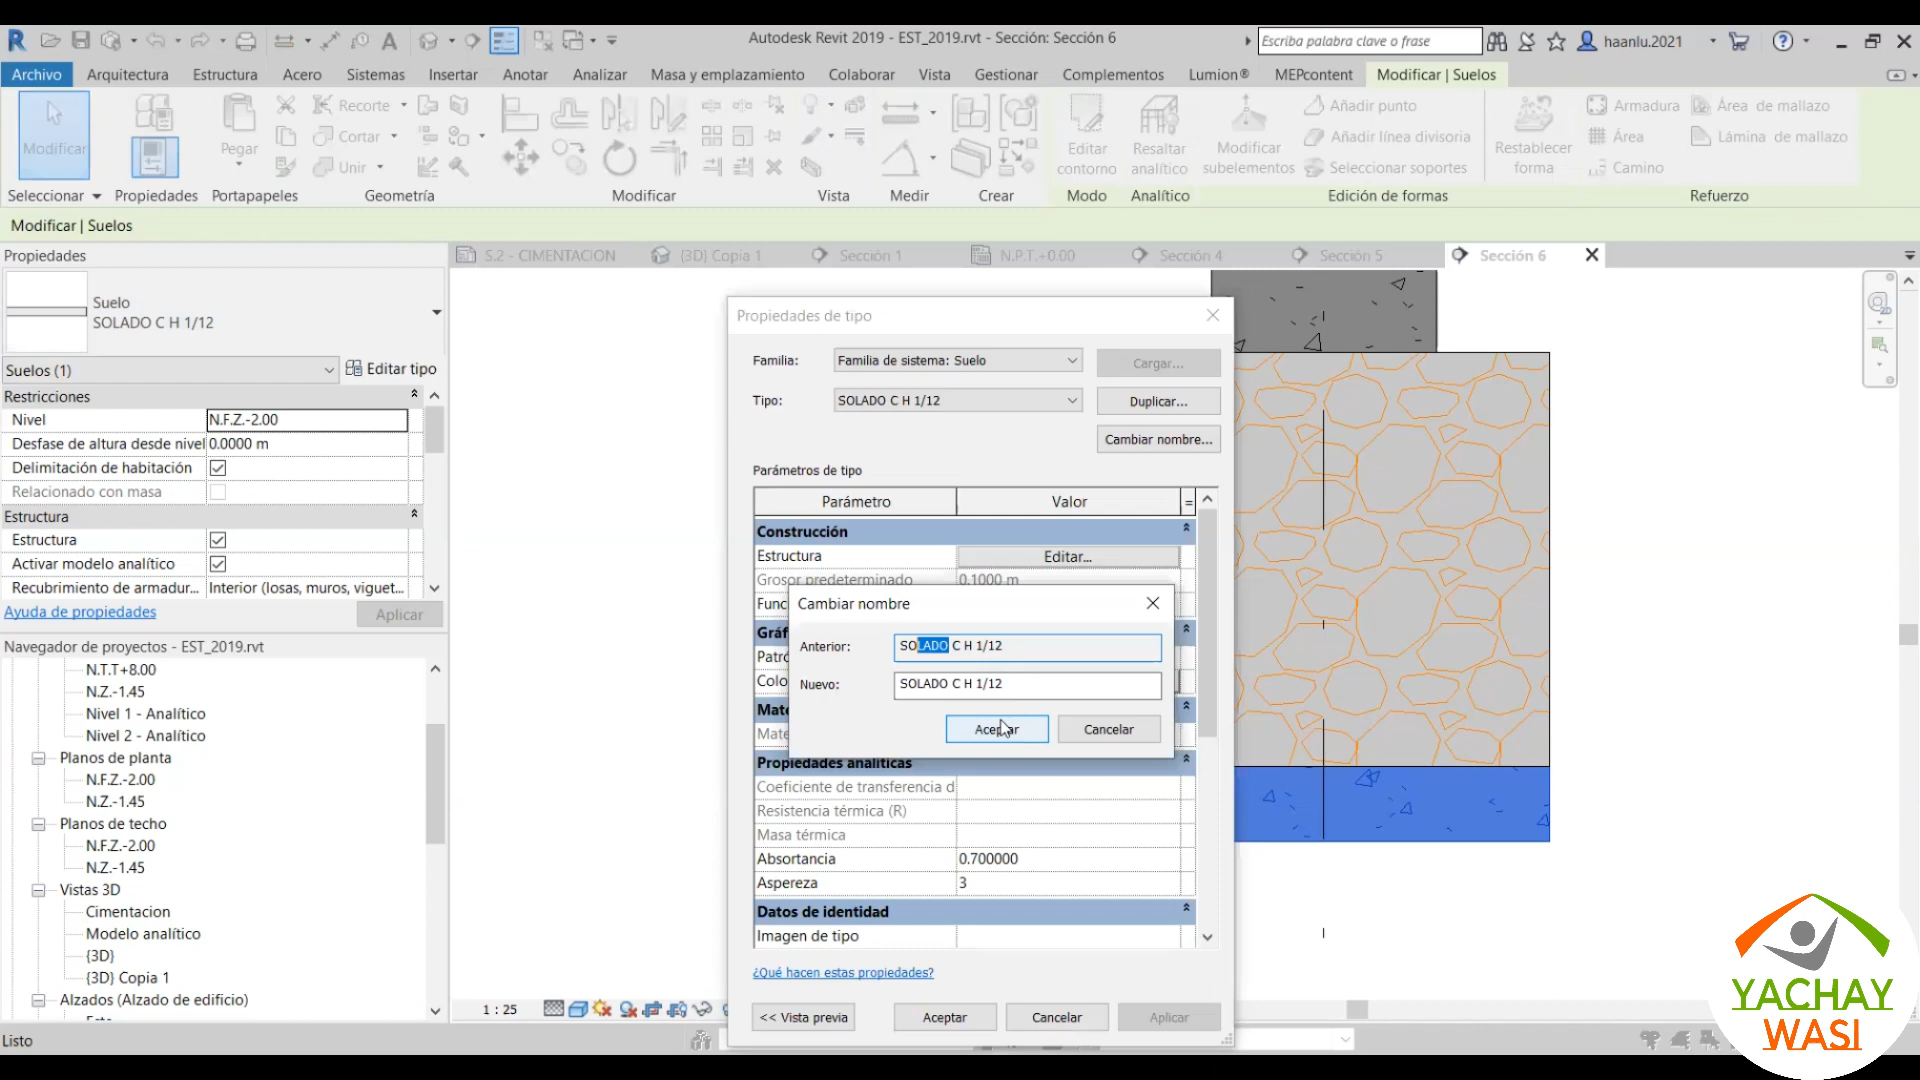 Autodesk Revit 2019 - EST_2019.rvt - Sección: Sección 6
Escriba palabra clave o frase
haanlu.2021
Archivo
Arquitectura
Estructura
Acero
Sistemas
Insertar
Anotar
Analizar
Masa y emplazamiento
Colaborar
Vista
Gestionar
Complementos
Lumion®
MEPcontent
Modificar | Suelos
Modificar
Pegar
Recorte
Cortar
Unir
Editar
contorno
Resaltar
analítico
Modificar
subelementos
Añadir punto
Añadir línea divisoria
Seleccionar soportes
Restablecer
forma
Armadura
Área
Camino
Área de mallazo
Lámina de mallazo
Seleccionar
Propiedades
Portapapeles
Geometría
Modificar
Vista
Medir
Crear
Modo
Analítico
Edición de formas
Refuerzo
Modificar | Suelos
Propiedades
S.2 - CIMENTACION
{3D} Copia 1
Sección 1
N.P.T.+0.00
Sección 4
Sección 5
Sección 6
Suelo
SOLADO C H 1/12
Suelos (1)
Editar tipo
Restricciones
Nivel N.F.Z.-2.00
Desfase de altura desde nivel 0.0000 m
Delimitación de habitación
Relacionado con masa
Estructura
Estructura
Activar modelo analítico
Recubrimiento de armadur... Interior (losas, muros, viguet...
Ayuda de propiedades
Aplicar
Navegador de proyectos - EST_2019.rvt
N.T.T+8.00
N.Z.-1.45
Nivel 1 - Analítico
Nivel 2 - Analítico
Planos de planta
N.F.Z.-2.00
N.Z.-1.45
Planos de techo
N.F.Z.-2.00
N.Z.-1.45
Vistas 3D
Cimentacion
Modelo analítico
{3D}
{3D} Copia 1
Alzados (Alzado de edificio)
Listo
Propiedades de tipo
Familia: Familia de sistema: Suelo
Cargar...
Tipo: SOLADO C H 1/12
Duplicar...
Cambiar nombre...
Parámetros de tipo
Parámetro Valor =
Construcción
Estructura Editar...
Grosor predeterminado 0.1000 m
Func
Gráf
Patró
Colo
Mate
Mate
Cambiar nombre
Anterior: SOLADO C H 1/12
Nuevo: SOLADO C H 1/12
Aceptar
Cancelar
Propiedades analíticas
Coeficiente de transferencia d
Resistencia térmica (R)
Masa térmica
Absortancia 0.700000
Aspereza 3
Datos de identidad
Imagen de tipo
¿Qué hacen estas propiedades?
<< Vista previa
Aceptar
Cancelar
Aplicar
1 : 25
YACHAY
WASI